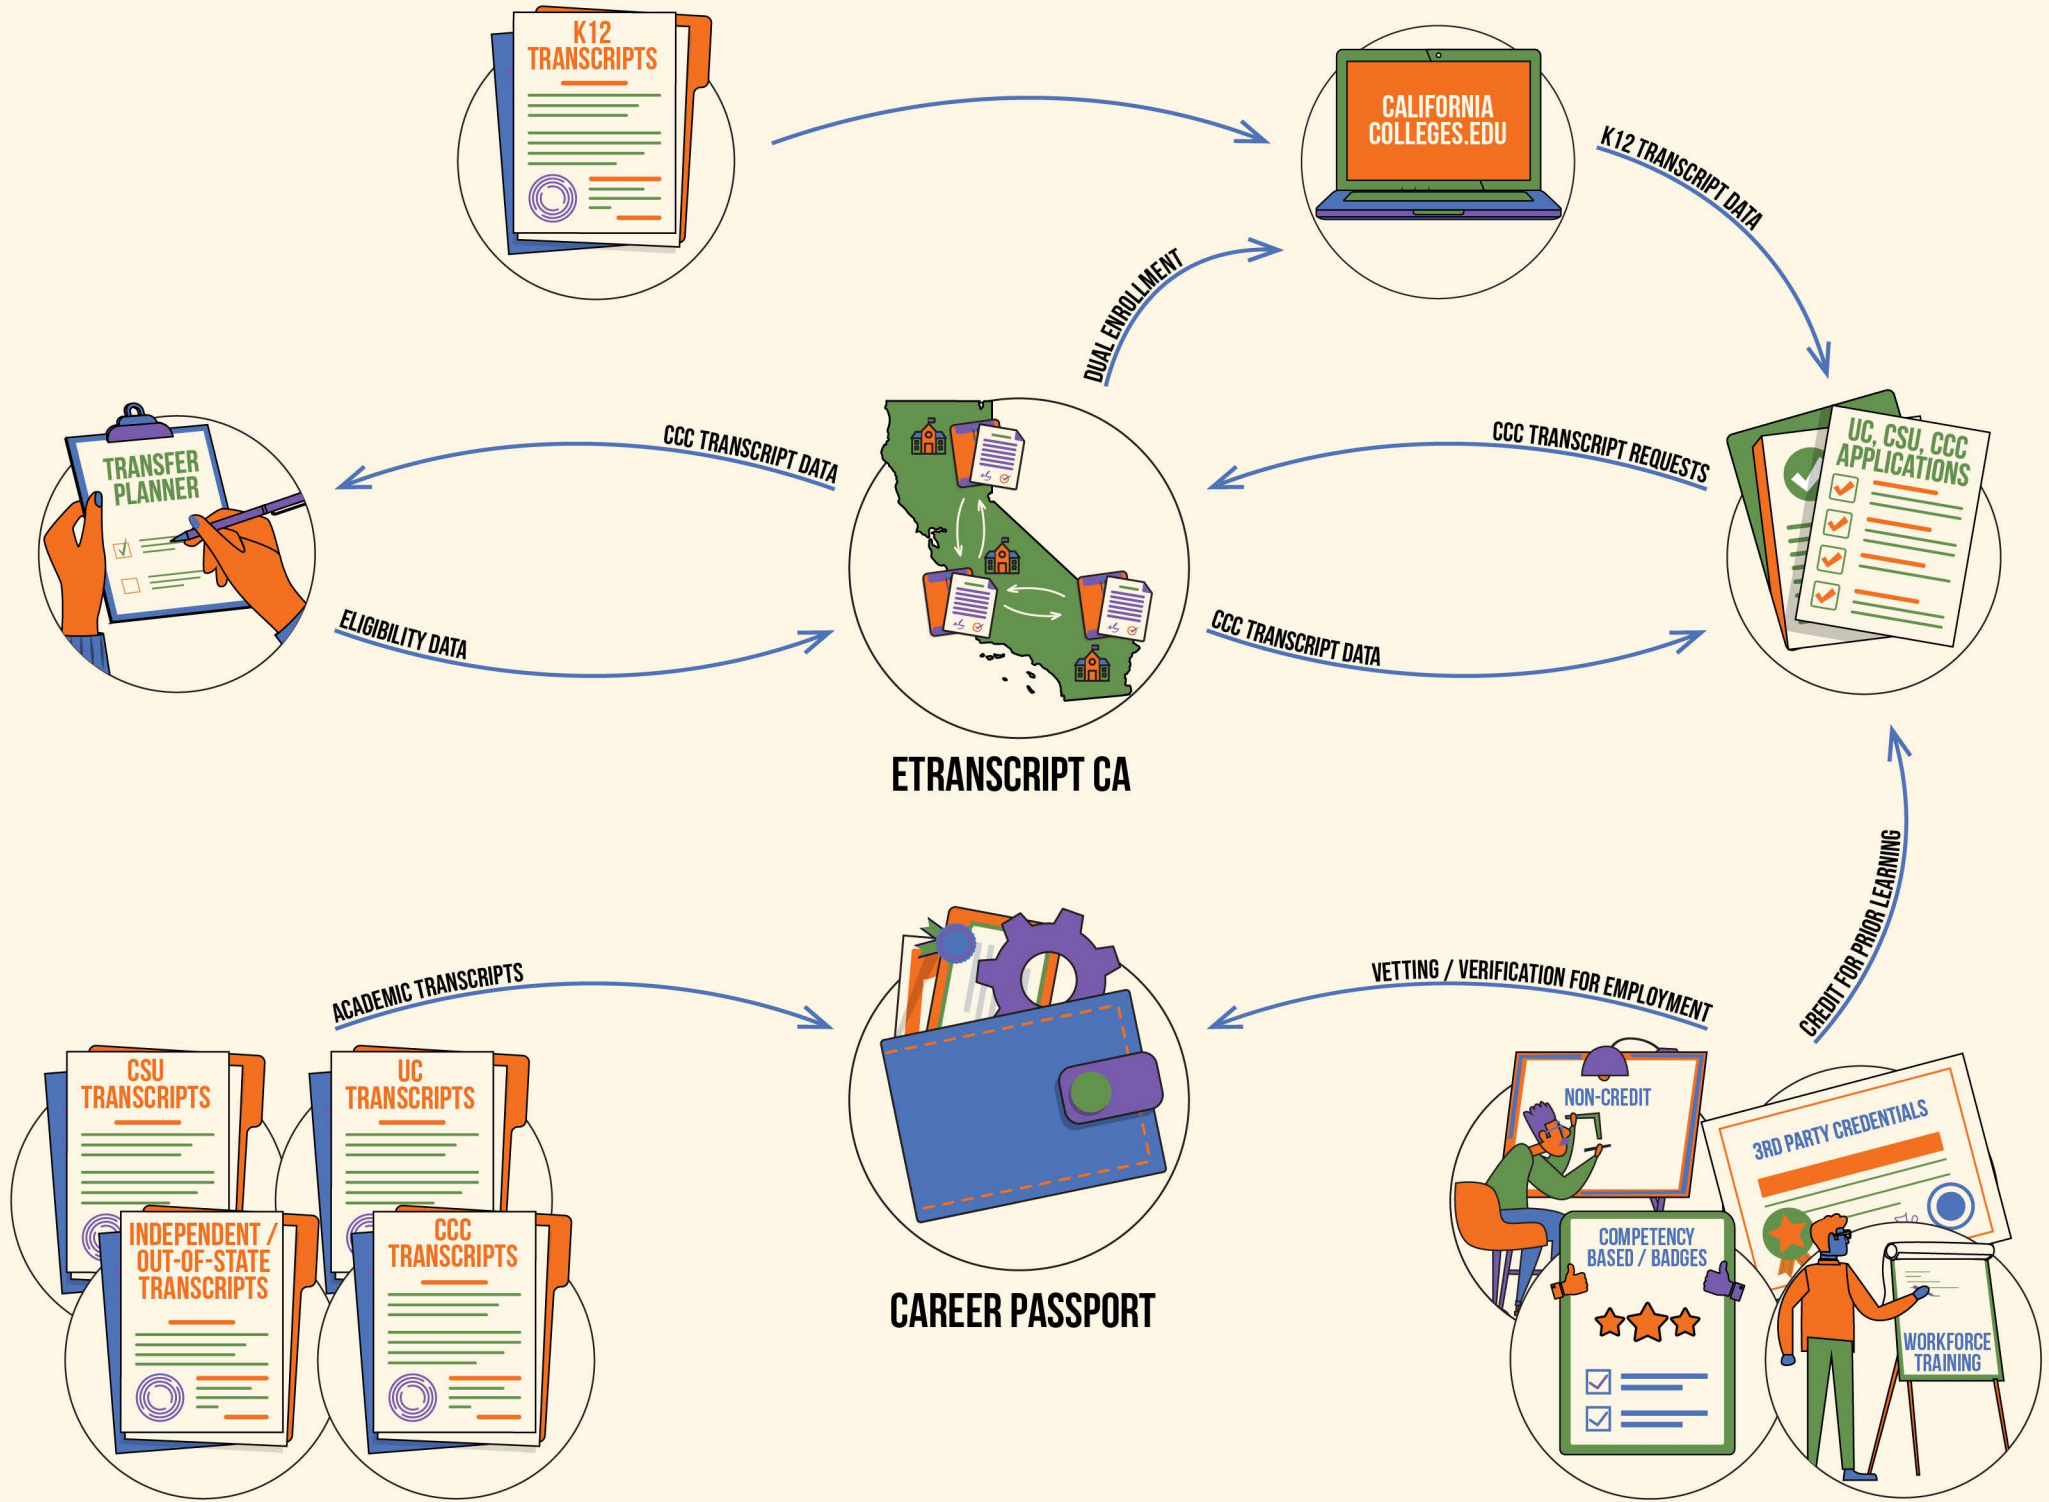 K12
TRANSCRIPTS
CALIFORNIA
COLLEGES.EDU
K12 TRANSCRIPT DATA
DUAL ENROLLMENT
TRANSFER
PLANNER
CCC TRANSCRIPT DATA
CCC TRANSCRIPT REQUESTS
UC, CSU, CCC
APPLICATIONS
ELIGIBILITY DATA
CCC TRANSCRIPT DATA
ETRANSCRIPT CA
CREDIT FOR PRIOR LEARNING
ACADEMIC TRANSCRIPTS
VETTING / VERIFICATION FOR EMPLOYMENT
CSU
TRANSCRIPTS
UC
TRANSCRIPTS
INDEPENDENT /
OUT-OF-STATE
TRANSCRIPTS
CCC
TRANSCRIPTS
CAREER PASSPORT
NON-CREDIT
3RD PARTY CREDENTIALS
COMPETENCY
BASED / BADGES
WORKFORCE
TRAINING